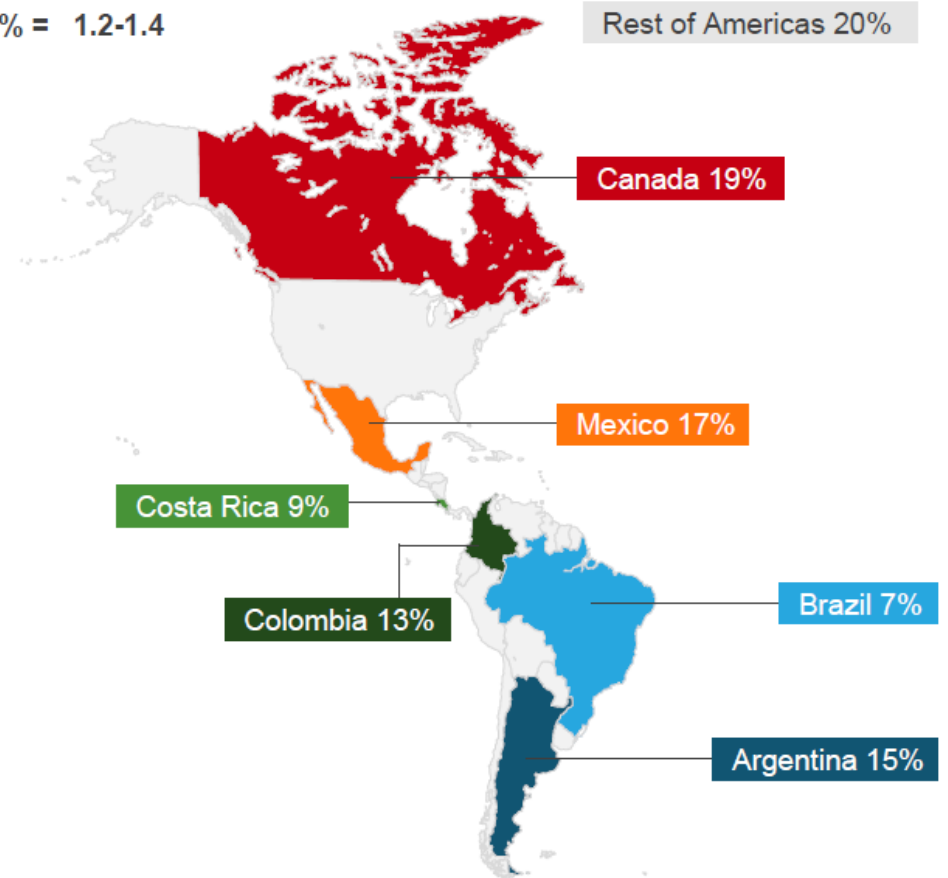 % = 1.2-1.4
Rest of Americas 20%
Canada 19%
Mexico 17%
Costa Rica 9%
Colombia 13%
Brazil 7%
Argentina 15%